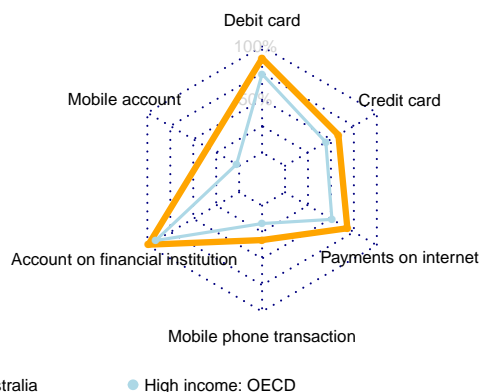 Debit card
100%
Mobile account
Credit card
50%
Account on financial institution
Payments on internet
Mobile phone transaction
stralia
High income: OECD